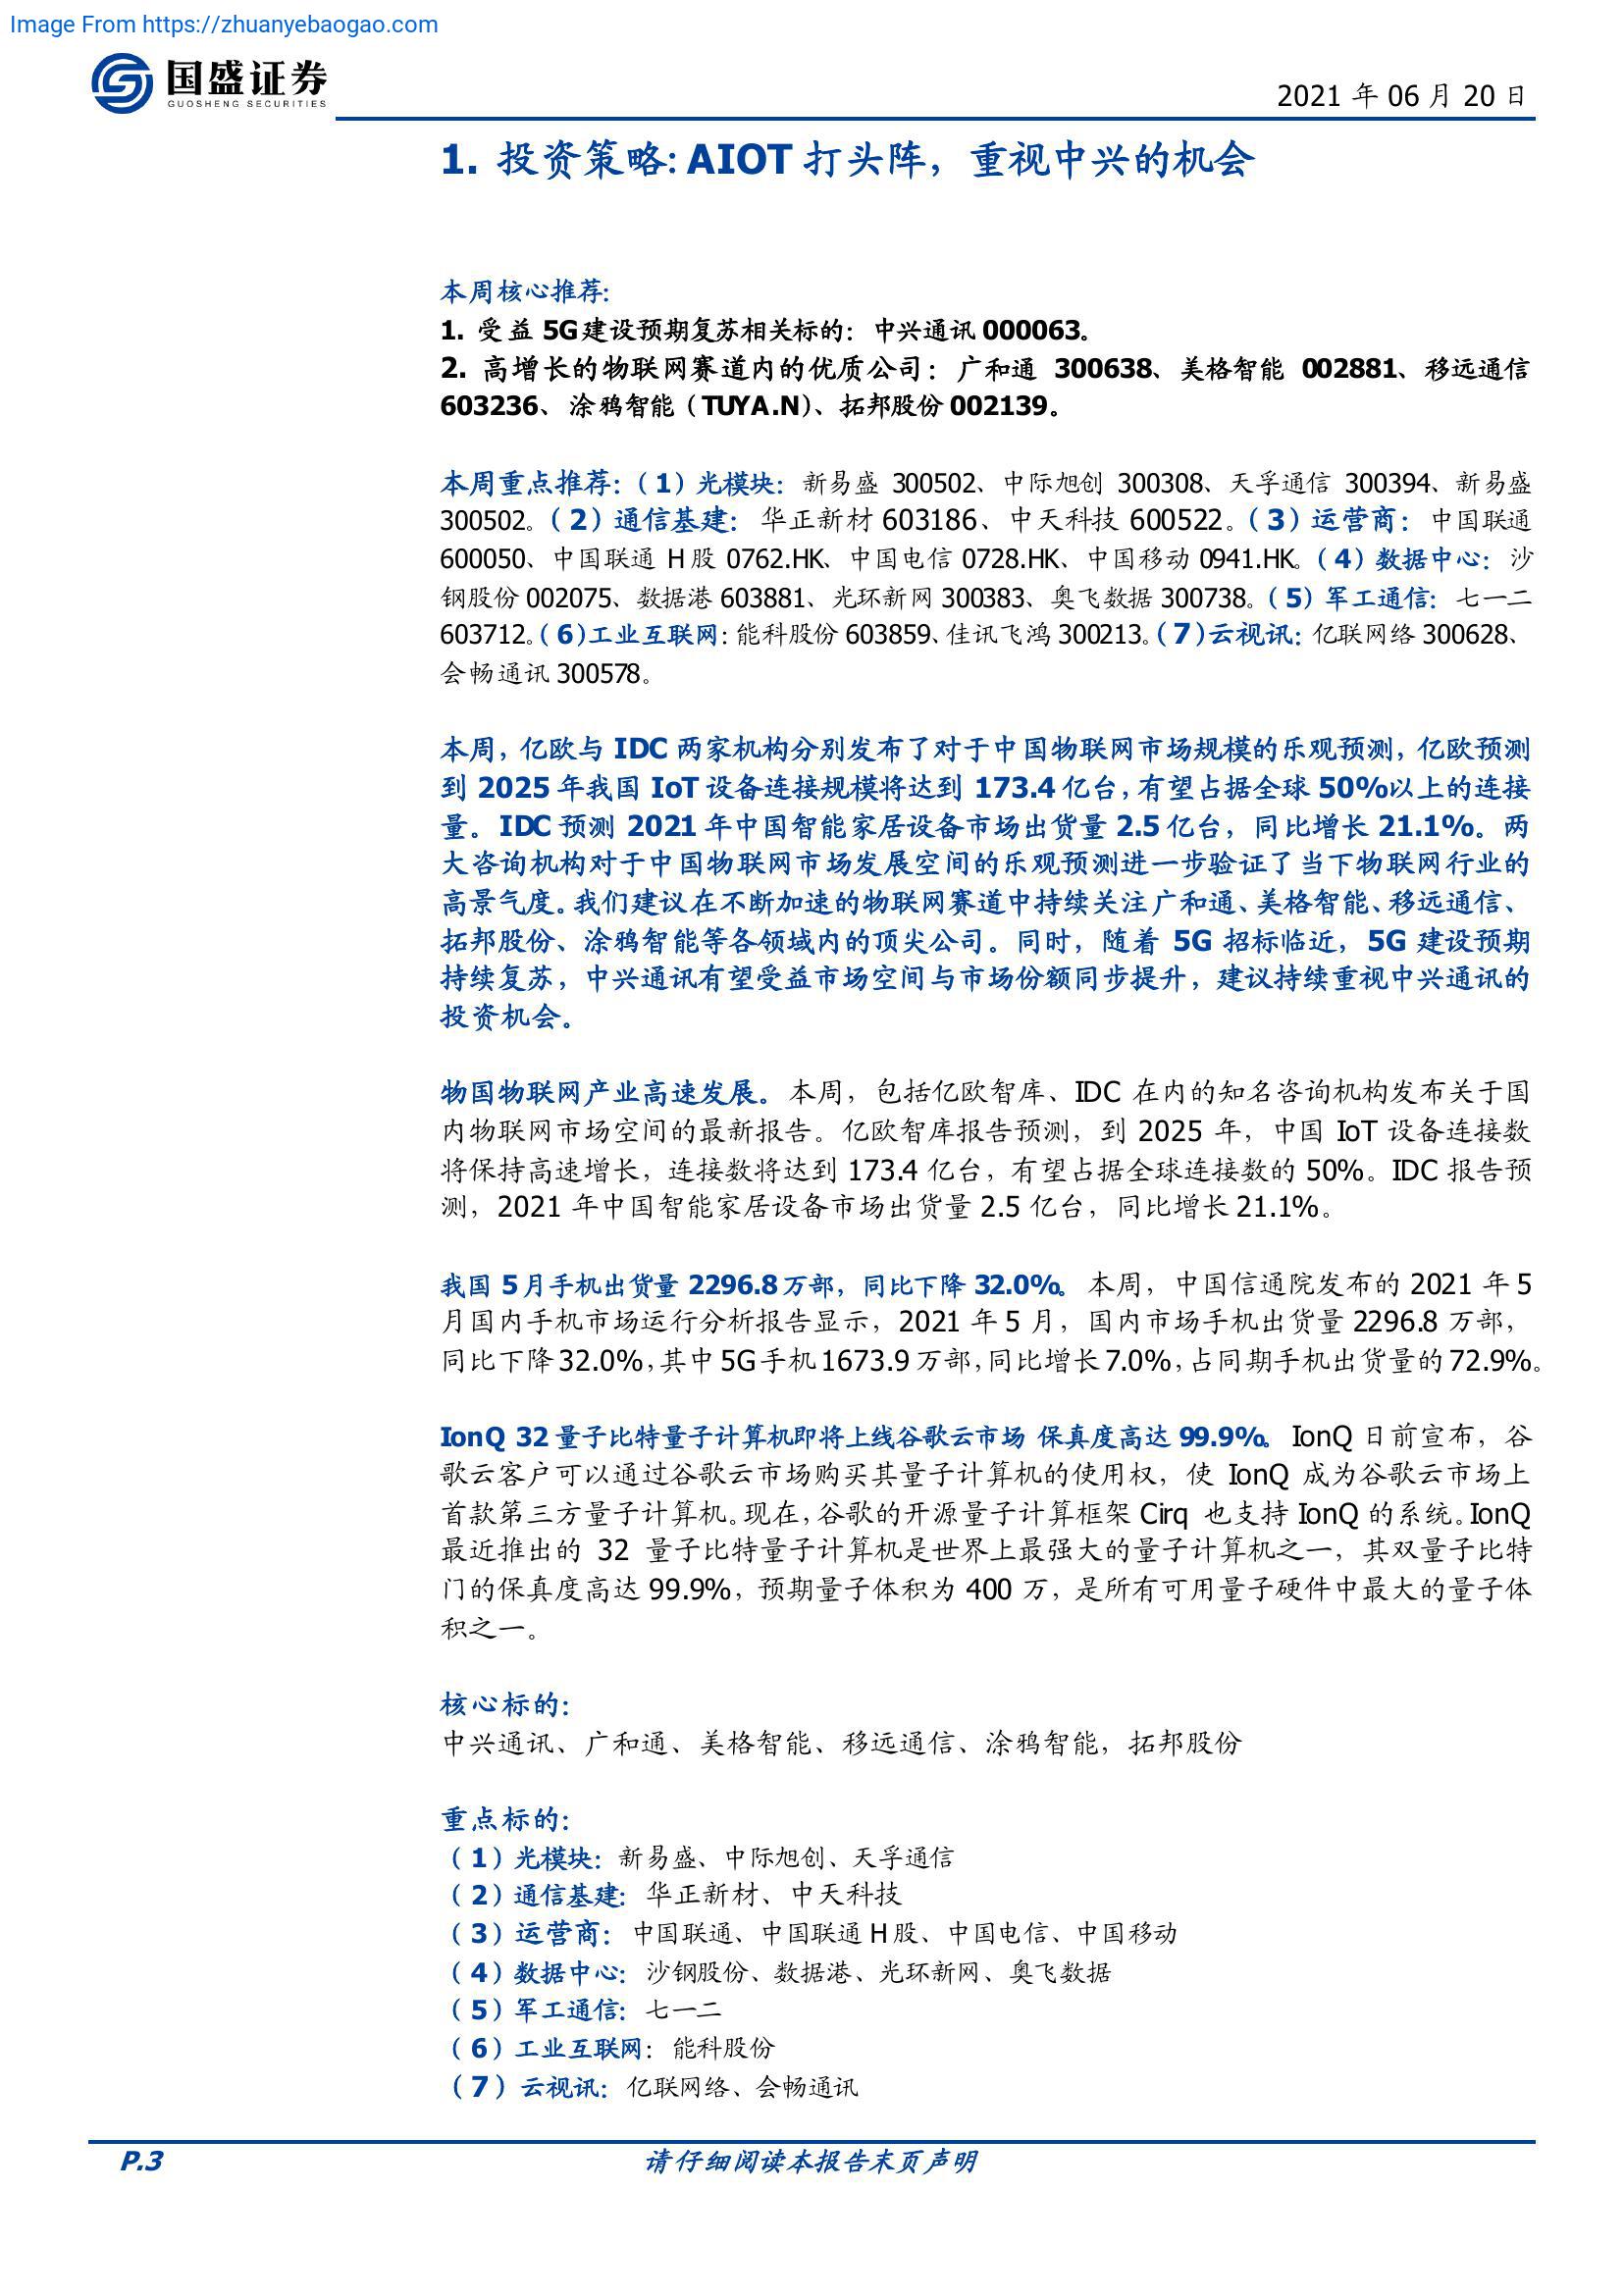 Image From https://zhuanyebaogao.com
国盛证券
GUOSHENG SECURITIES
2021 年 06 月 20 日
1. 投资策略: AIOT 打头阵，重视中兴的机会
本周核心推荐:
1. 受益 5G 建设预期复苏相关标的：中兴通讯 000063。
2. 高增长的物联网赛道内的优质公司：广和通 300638、美格智能 002881、移远通信
603236、涂鸦智能（TUYA.N）、拓邦股份 002139。
本周重点推荐：（1）光模块：新易盛 300502、中际旭创 300308、天孚通信 300394、新易盛
300502。（2）通信基建：华正新材 603186、中天科技 600522。（3）运营商：中国联通
600050、中国联通 H 股 0762.HK、中国电信 0728.HK、中国移动 0941.HK。（4）数据中心：沙
钢股份 002075、数据港 603881、光环新网 300383、奥飞数据 300738。（5）军工通信：七一二
603712。（6）工业互联网：能科股份 603859、佳讯飞鸿 300213。（7）云视讯：亿联网络 300628、
会畅通讯 300578。
本周，亿欧与 IDC 两家机构分别发布了对于中国物联网市场规模的乐观预测，亿欧预测
到 2025 年我国 IoT 设备连接规模将达到 173.4 亿台，有望占据全球 50%以上的连接
量。IDC 预测 2021 年中国智能家居设备市场出货量 2.5 亿台，同比增长 21.1%。两
大咨询机构对于中国物联网市场发展空间的乐观预测进一步验证了当下物联网行业的
高景气度。我们建议在不断加速的物联网赛道中持续关注广和通、美格智能、移远通信、
拓邦股份、涂鸦智能等各领域内的顶尖公司。同时，随着 5G 招标临近，5G 建设预期
持续复苏，中兴通讯有望受益市场空间与市场份额同步提升，建议持续重视中兴通讯的
投资机会。
物国物联网产业高速发展。本周，包括亿欧智库、IDC 在内的知名咨询机构发布关于国
内物联网市场空间的最新报告。亿欧智库报告预测，到 2025 年，中国 IoT 设备连接数
将保持高速增长，连接数将达到 173.4 亿台，有望占据全球连接数的 50%。IDC 报告预
测，2021 年中国智能家居设备市场出货量 2.5 亿台，同比增长 21.1%。
我国 5 月手机出货量 2296.8 万部，同比下降 32.0%。本周，中国信通院发布的 2021 年 5
月国内手机市场运行分析报告显示，2021 年 5 月，国内市场手机出货量 2296.8 万部，
同比下降 32.0%，其中 5G 手机 1673.9 万部，同比增长 7.0%，占同期手机出货量的 72.9%。
IonQ 32 量子比特量子计算机即将上线谷歌云市场 保真度高达 99.9%。IonQ 日前宣布，谷
歌云客户可以通过谷歌云市场购买其量子计算机的使用权，使 IonQ 成为谷歌云市场上
首款第三方量子计算机。现在，谷歌的开源量子计算框架 Cirq 也支持 IonQ 的系统。IonQ
最近推出的 32 量子比特量子计算机是世界上最强大的量子计算机之一，其双量子比特
门的保真度高达 99.9%，预期量子体积为 400 万，是所有可用量子硬件中最大的量子体
积之一。
核心标的：
中兴通讯、广和通、美格智能、移远通信、涂鸦智能，拓邦股份
重点标的：
（1）光模块：新易盛、中际旭创、天孚通信
（2）通信基建：华正新材、中天科技
（3）运营商：中国联通、中国联通 H 股、中国电信、中国移动
（4）数据中心：沙钢股份、数据港、光环新网、奥飞数据
（5）军工通信：七一二
（6）工业互联网：能科股份
（7）云视讯：亿联网络、会畅通讯
P.3
请仔细阅读本报告末页声明